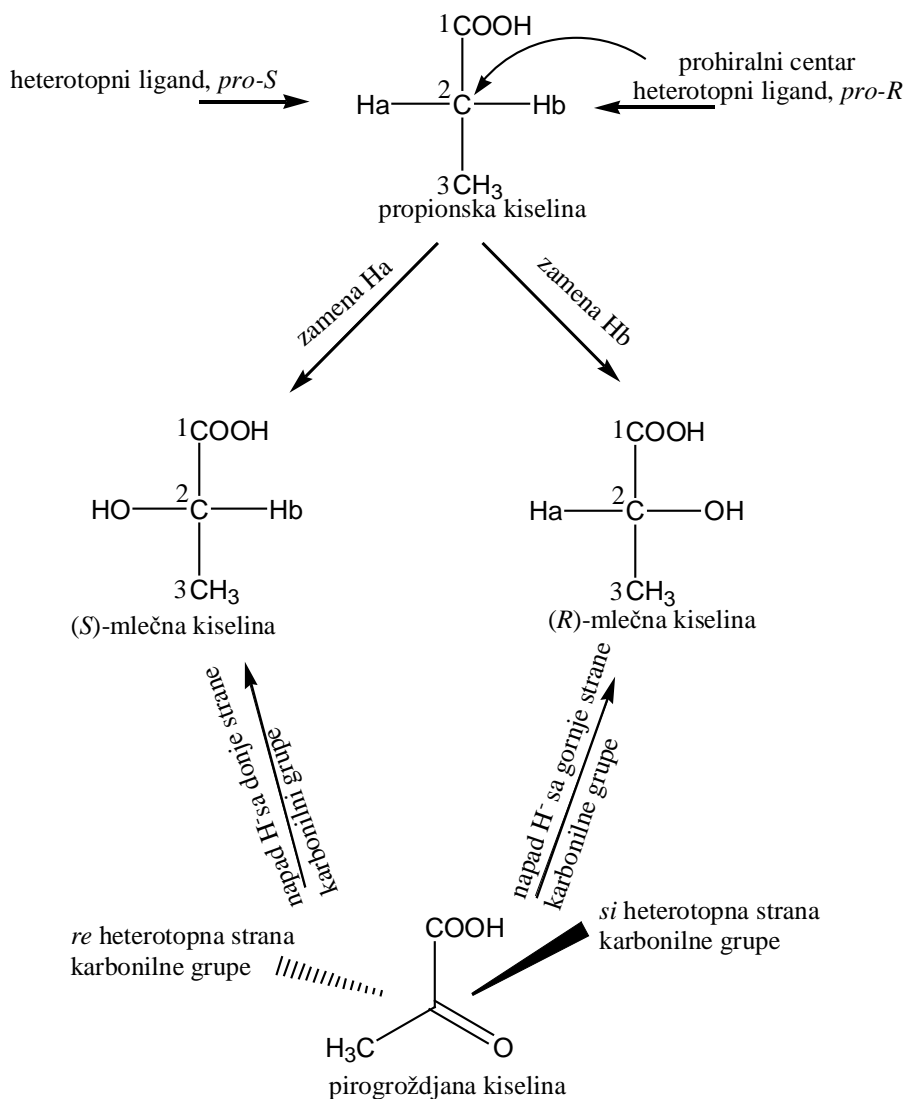 1COOH
heterotopni ligand, pro-S
prohiralni centar
heterotopni ligand, pro-R
2
Ha C Hb
3CH3
propionska kiselina
zamena Ha
zamena Hb
1COOH
2
HO C Hb
3CH3
(S)-mlečna kiselina
1COOH
2
Ha C OH
3CH3
(R)-mlečna kiselina
napad H-sa donje strane
karbonilni grupe
napad H- sa gornje strane
karbonilne grupe
re heterotopna strana
karbonilne grupe
si heterotopna strana
karbonilne grupe
COOH
H3C O
pirogroždjana kiselina